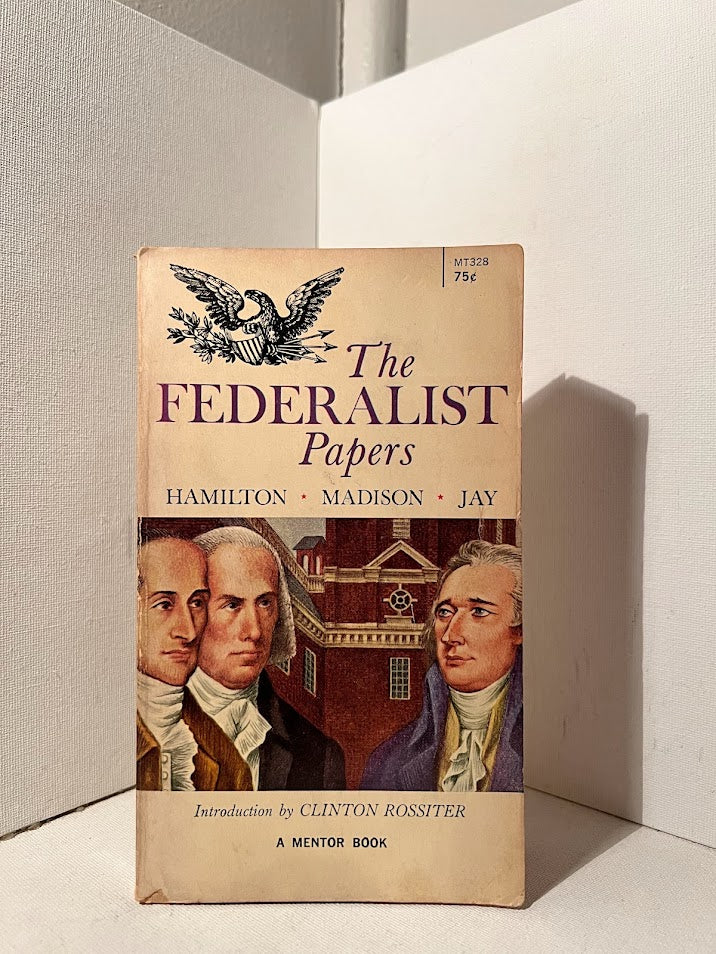 MT328
75¢
The
FEDERALIST
Papers
HAMILTON ★ MADISON ★ JAY
Introduction by CLINTON ROSSITER
A MENTOR BOOK